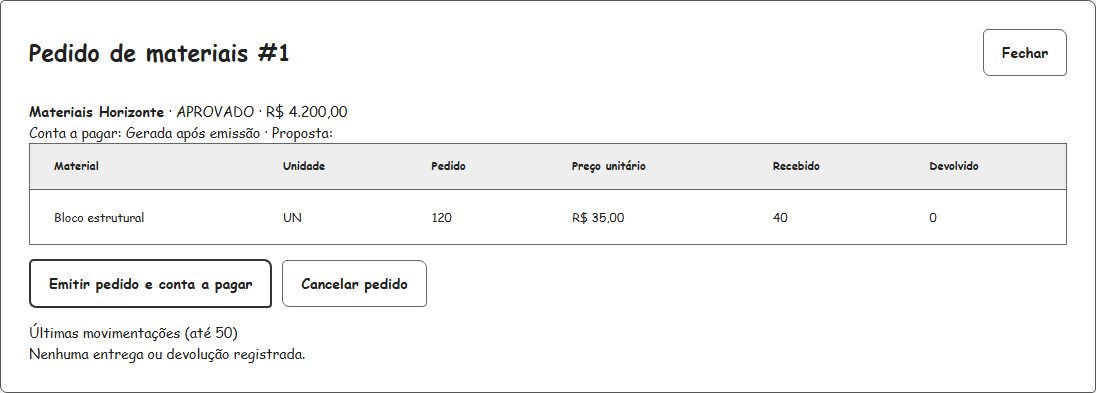 Pedido de materiais #1
Fechar
Materiais Horizonte · APROVADO · R$ 4.200,00
Conta a pagar: Gerada após emissão · Proposta:
Material Unidade Pedido Preço unitário Recebido Devolvido
Bloco estrutural UN 120 R$ 35,00 40 0
Emitir pedido e conta a pagar Cancelar pedido
Últimas movimentações (até 50)
Nenhuma entrega ou devolução registrada.